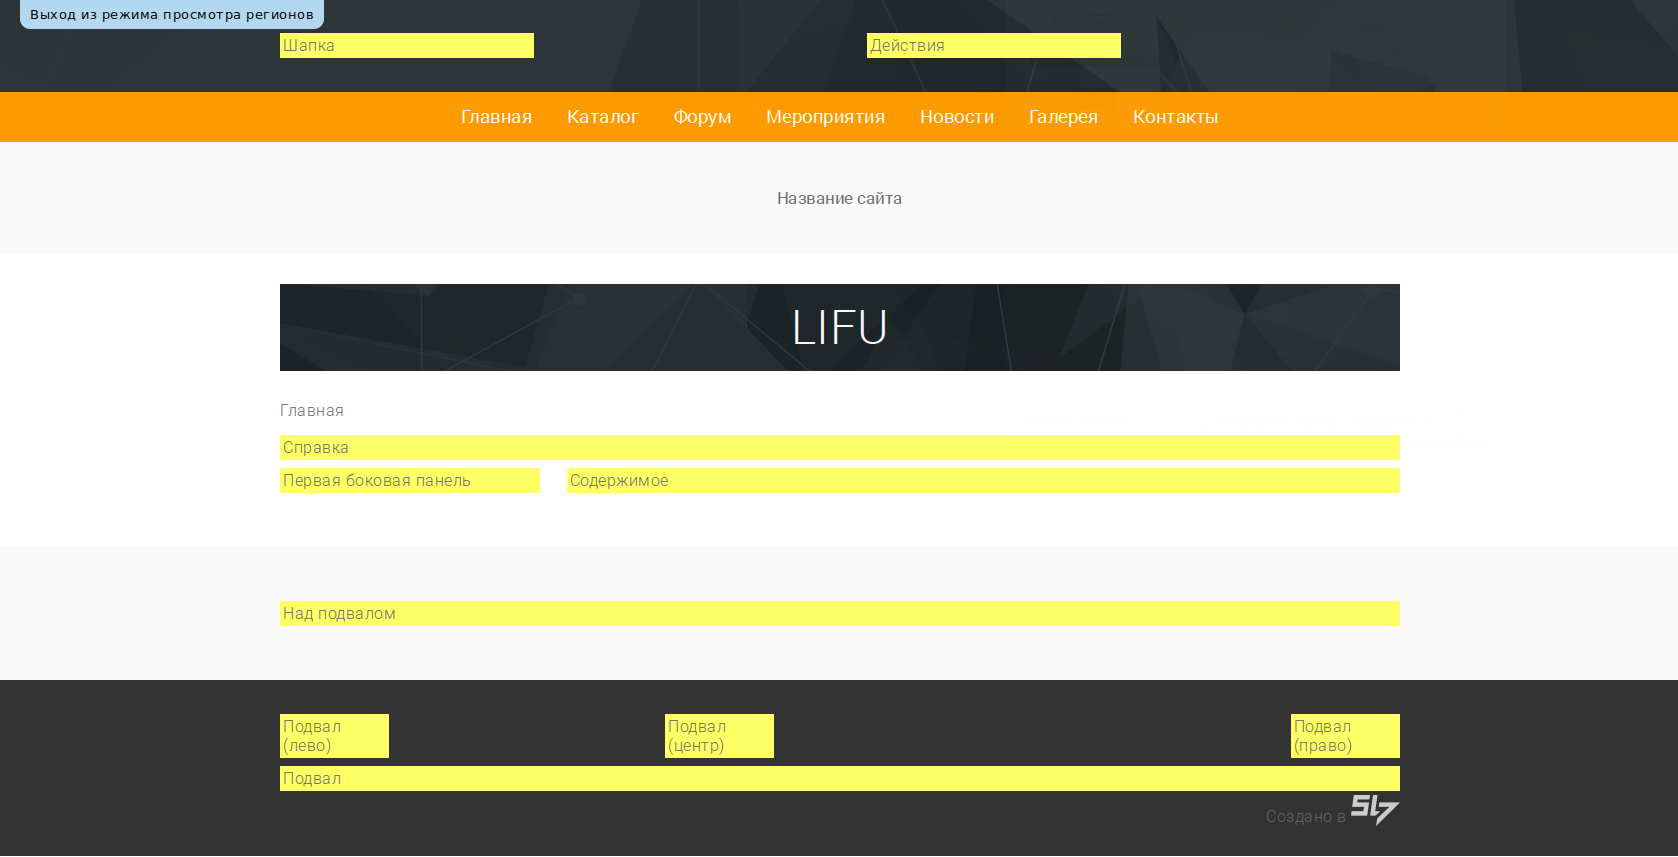 Выход из режима просмотра регионов
Шапка
Действия
Главная Каталог Форум Мероприятия Новости Галерея Контакты
Название сайта
LIFU
Главная
Справка
Первая боковая панель
Содержимое
Над подвалом
Подвал
(лево)
Подвал
(центр)
Подвал
(право)
Подвал
Создано в